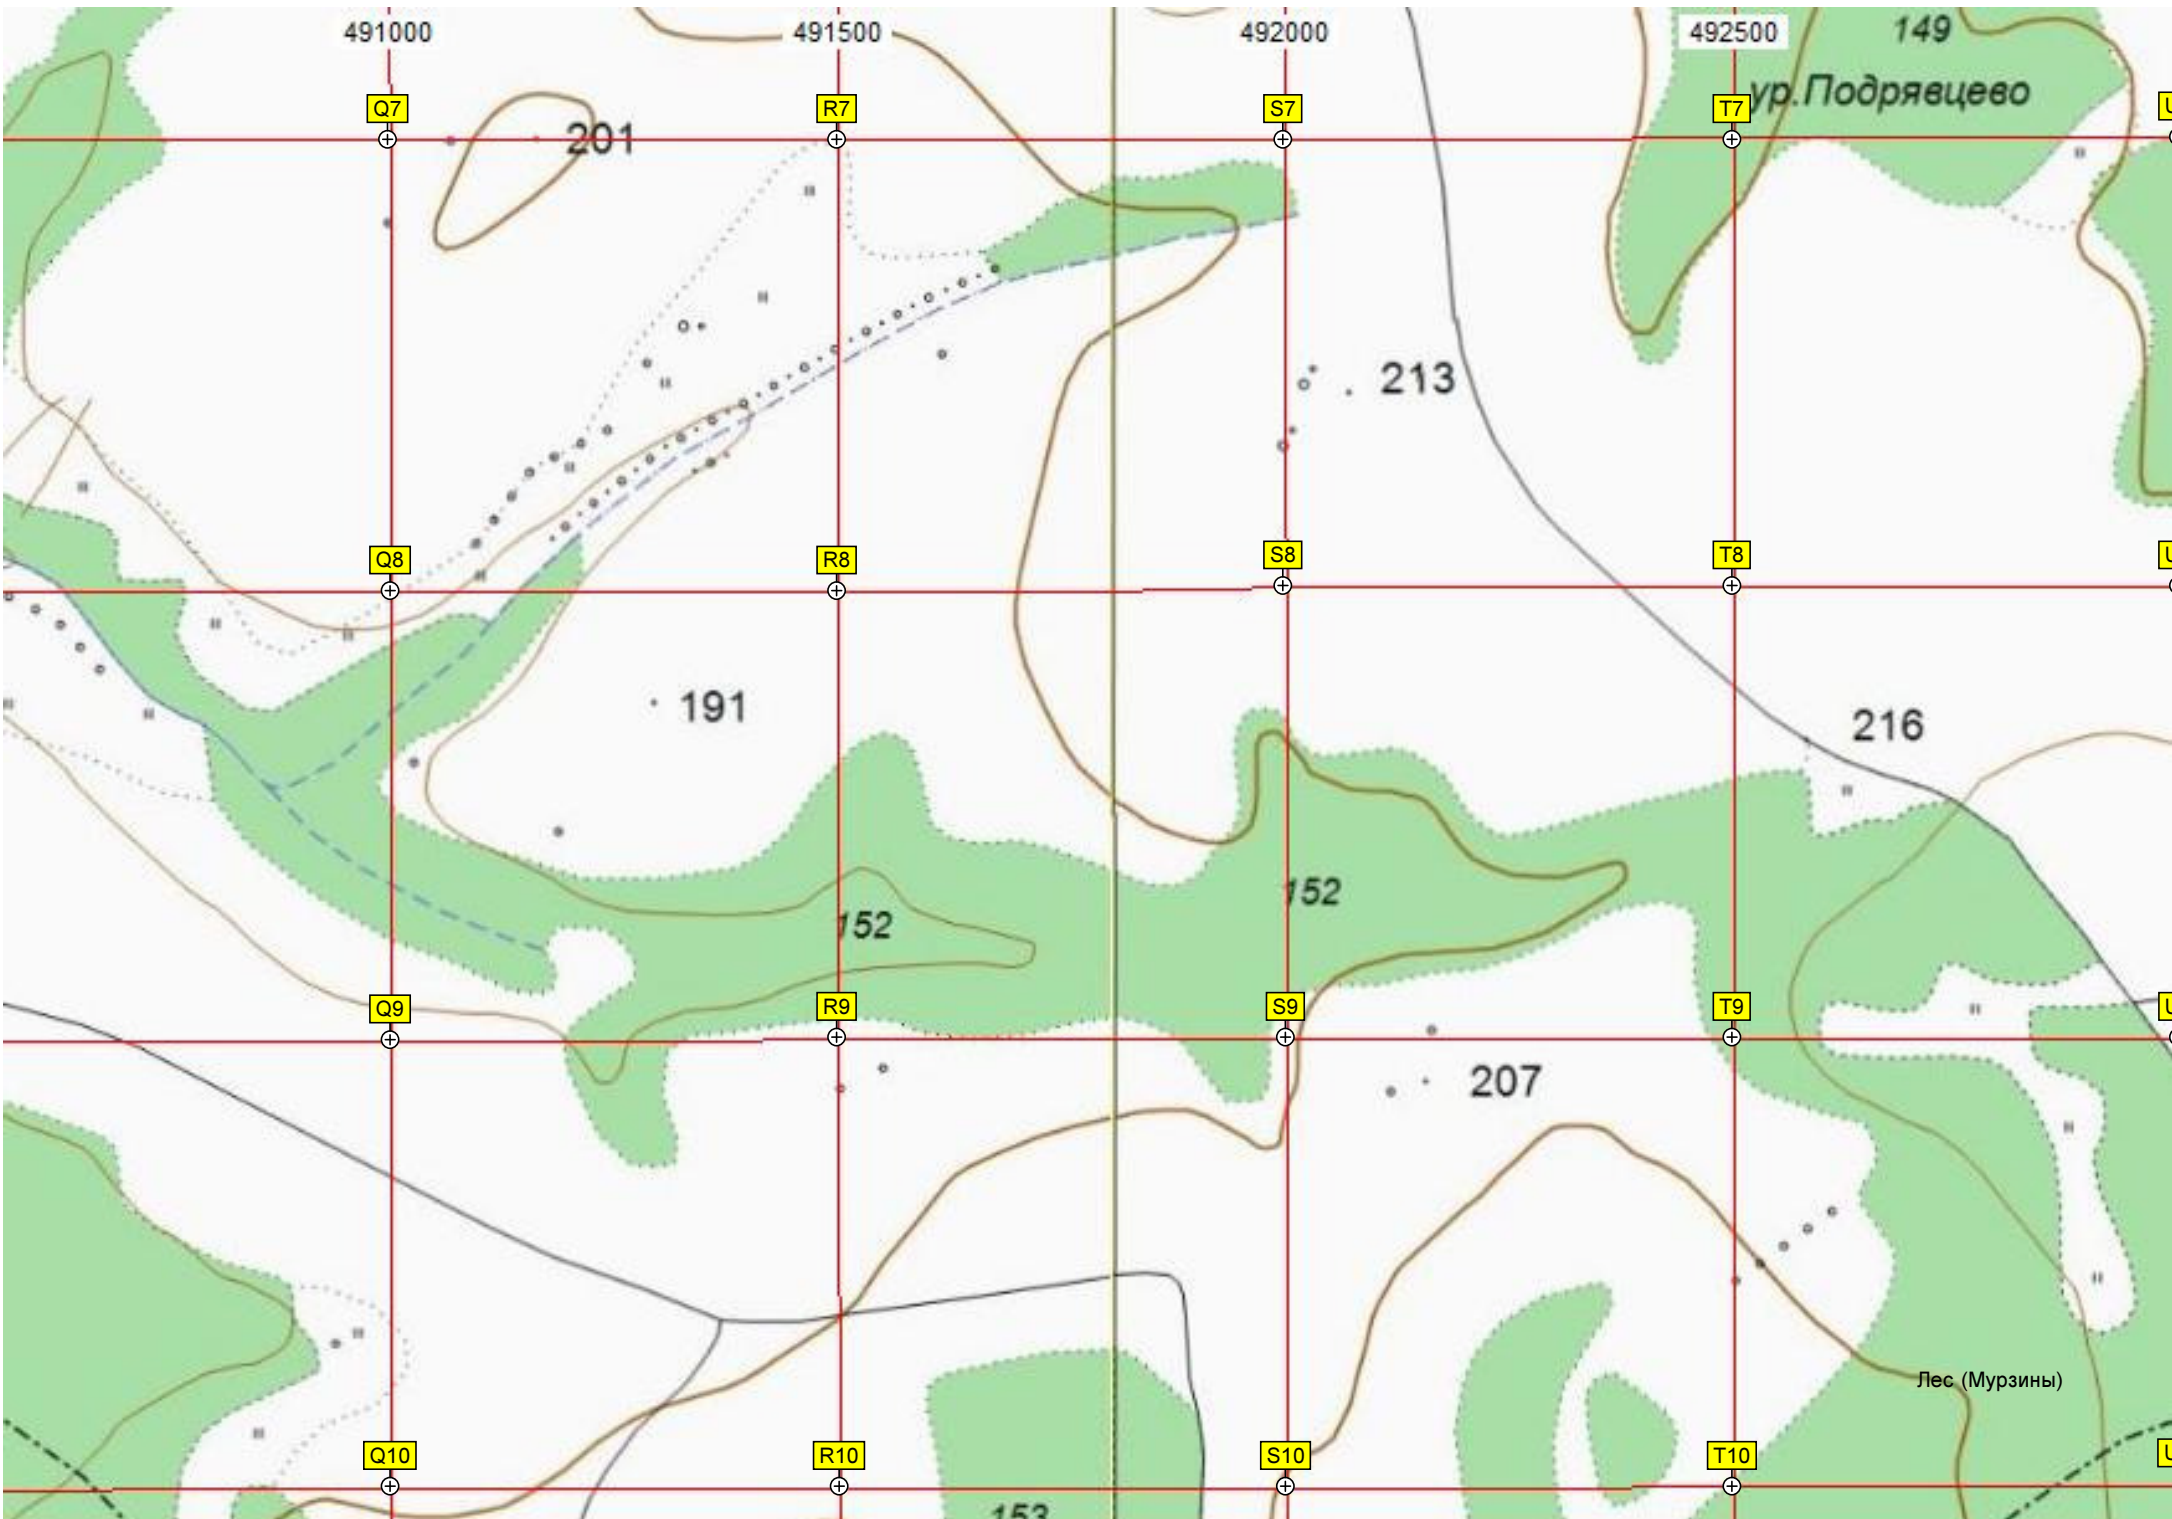 491000 491500 492000 492500 149
ур.Подрявцево
Q7 R7 S7 T7 U
201
213
Q8 R8 S8 T8 U
191 216
152
152
Q9 R9 S9 T9 U
207
Лес (Мурзины)
Q10 R10 S10 T10 U
153